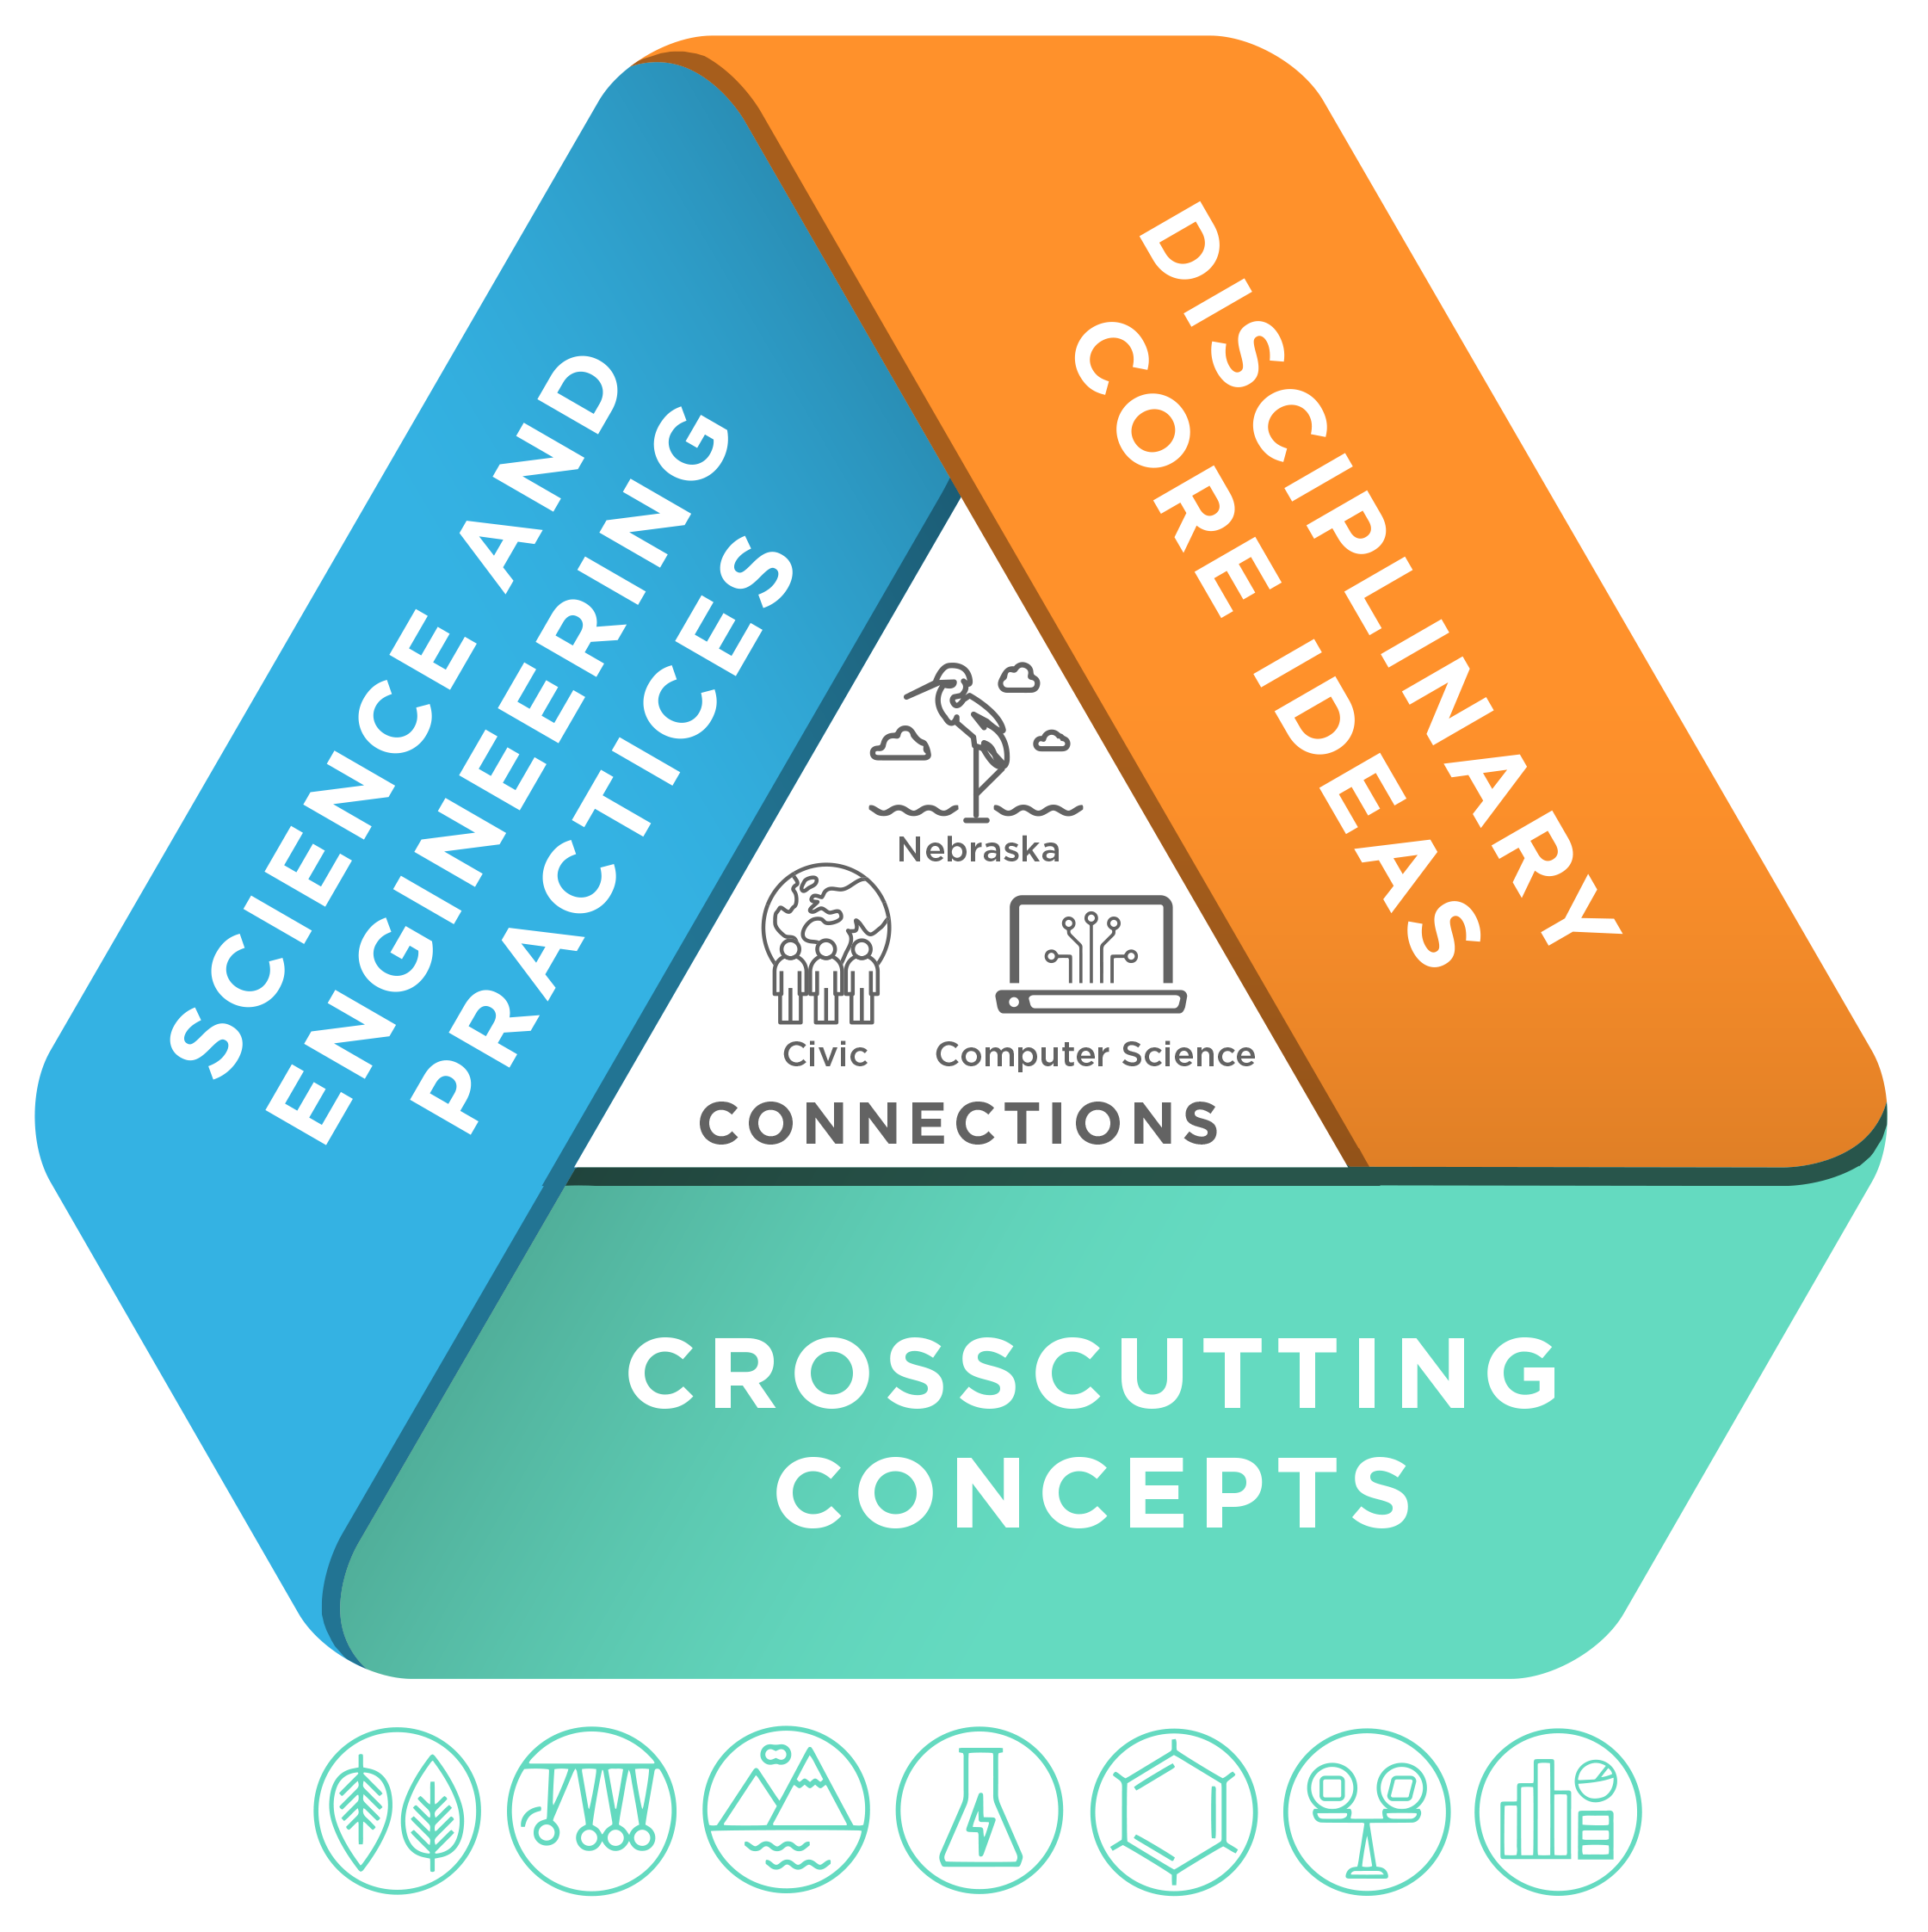 SCIENCE AND
ENGINEERING
PRACTICES
DISCIPLINARY
CORE IDEAS
Nebraska
Civic
Computer Science
CONNECTIONS
CROSSCUTTING
CONCEPTS